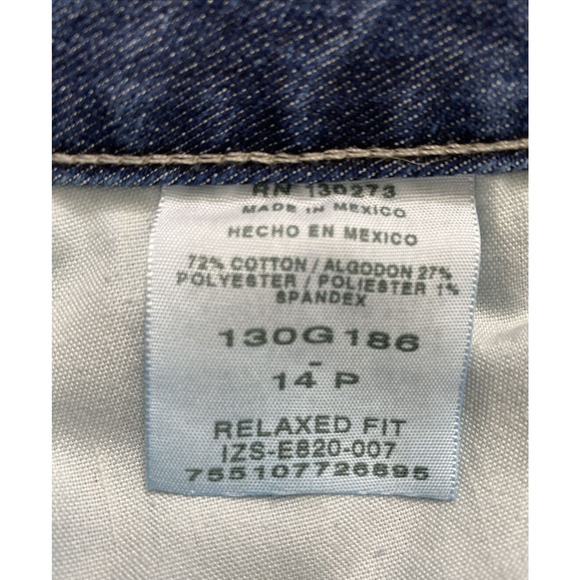 RN 130273
MADE IN MEXICO
HECHO EN MEXICO
72% COTTON / ALGODON 27%
POLYESTER / POLIESTER 1%
SPANDEX
130G186
-
14 P
RELAXED FIT
IZS-E820-007
755107726695